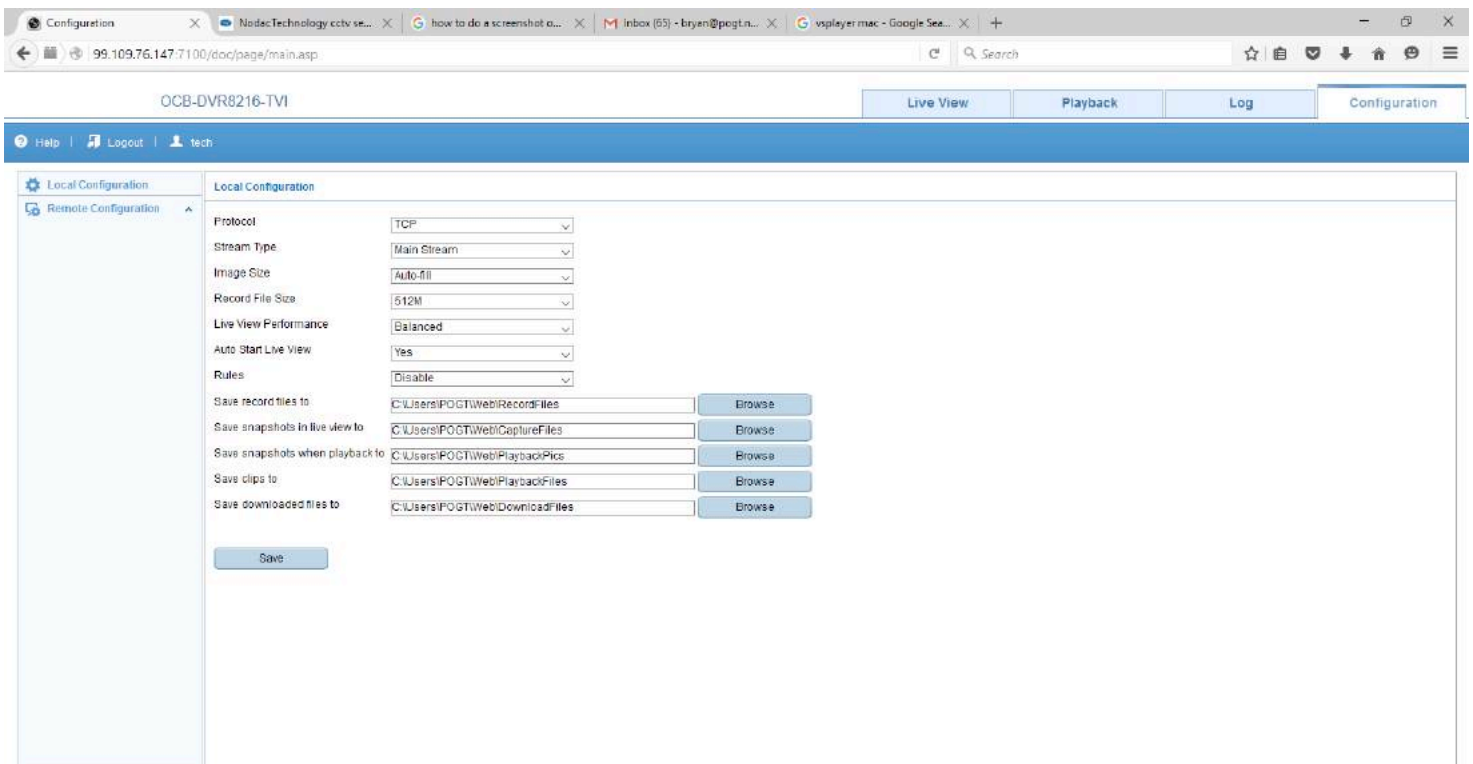 Configuration
NodacTechnology cctv se...
how to do a screenshot o...
Inbox (65) - bryan@pogt.n...
vsplayer mac - Google Sea...
99.109.76.147:7100/doc/page/main.asp
Search
OCB-DVR8216-TVI
Live View
Playback
Log
Configuration
Help
Logout
tech
Local Configuration
Remote Configuration
Local Configuration
Protocol TCP
Stream Type Main Stream
Image Size Auto-fill
Record File Size 512M
Live View Performance Balanced
Auto Start Live View Yes
Rules Disable
Save record files to C:\Users\POGT\Web\RecordFiles Browse
Save snapshots in live view to C:\Users\POGT\Web\CaptureFiles Browse
Save snapshots when playback to C:\Users\POGT\Web\PlaybackPics Browse
Save clips to C:\Users\POGT\Web\PlaybackFiles Browse
Save downloaded files to C:\Users\POGT\Web\DownloadFiles Browse
Save